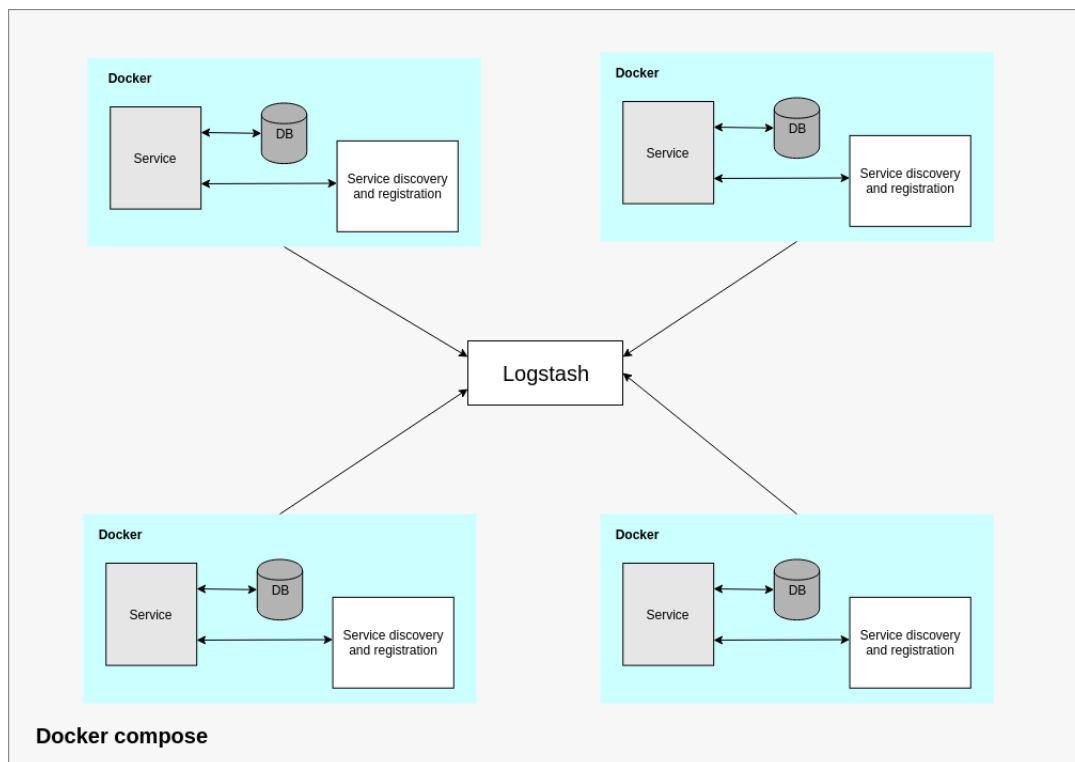 Docker
Service
DB
Service discovery
and registration
Docker
Service
DB
Service discovery
and registration
Logstash
Docker
Service
DB
Service discovery
and registration
Docker
Service
DB
Service discovery
and registration
Docker compose